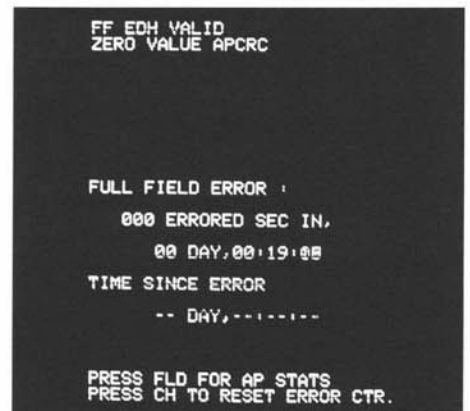 FF EDH VALID
ZERO VALUE APCRC
FULL FIELD ERROR :
000 ERRORED SEC IN,
00 DAY,00:19:
TIME SINCE ERROR
-- DAY,--:--:--
PRESS FLD FOR AP STATS
PRESS CH TO RESET ERROR CTR.